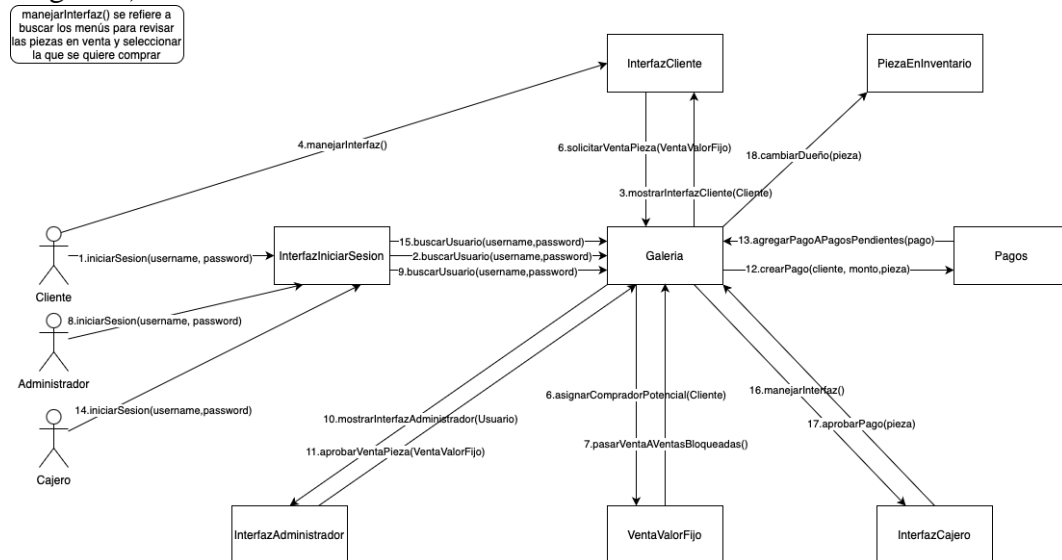 manejarInterfaz() se refiere a
buscar los menús para revisar
las piezas en venta y seleccionar
la que se quiere comprar
InterfazCliente
PiezaEnInventario
4.manejarInterfaz()
6.solicitarVentaPieza(VentaValorFijo)
18.cambiarDueño(pieza)
3.mostrarInterfazCliente(Cliente)
1.iniciarSesion(username, password)
Cliente
InterfazIniciarSesion
15.buscarUsuario(username,password)
2.buscarUsuario(username,password)
9.buscarUsuario(username,password)
Galeria
13.agregarPagoAPagosPendientes(pago)
12.crearPago(cliente, monto,pieza)
Pagos
8.iniciarSesion(username, password)
Administrador
14.iniciarSesion(username,password)
Cajero
10.mostrarInterfazAdministrador(Usuario)
11.aprobarVentaPieza(VentaValorFijo)
6.asignarCompradorPotencial(Cliente)
7.pasarVentaAVentasBloqueadas()
16.manejarInterfaz()
17.aprobarPago(pieza)
InterfazAdministrador
VentaValorFijo
InterfazCajero